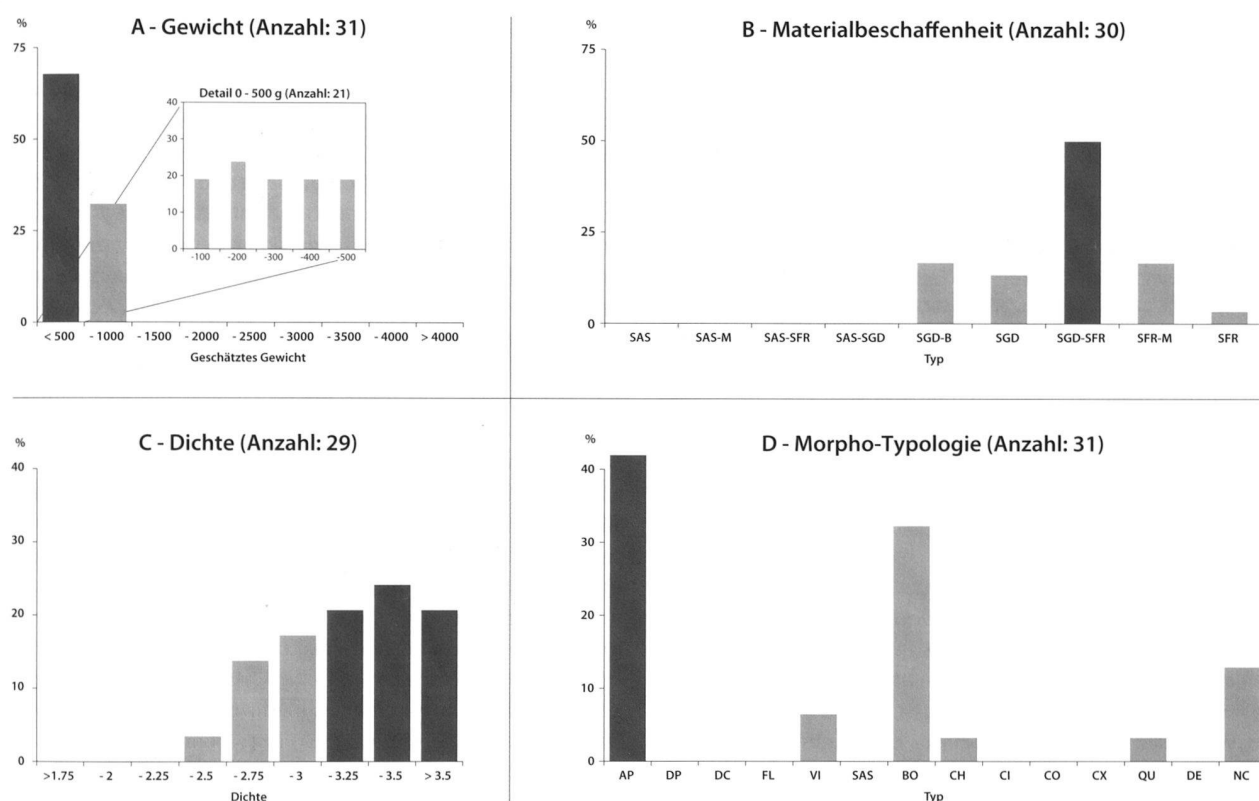 A - Gewicht (Anzahl: 31)
%
75
50
25
0
Detail 0 - 500 g (Anzahl: 21)
40
30
20
10
0
-100 -200 -300 -400 -500
< 500 - 1000 - 1500 - 2000 - 2500 - 3000 - 3500 - 4000 > 4000
Geschätztes Gewicht
B - Materialbeschaffenheit (Anzahl: 30)
%
75
50
25
0
SAS SAS-M SAS-SFR SAS-SGD SGD-B SGD SGD-SFR SFR-M SFR
Typ
C - Dichte (Anzahl: 29)
%
40
30
20
10
0
>1.75 - 2 - 2.25 - 2.5 - 2.75 - 3 - 3.25 - 3.5 > 3.5
Dichte
D - Morpho-Typologie (Anzahl: 31)
%
40
30
20
10
0
AP DP DC FL VI SAS BO CH CI CO CX QU DE NC
Typ